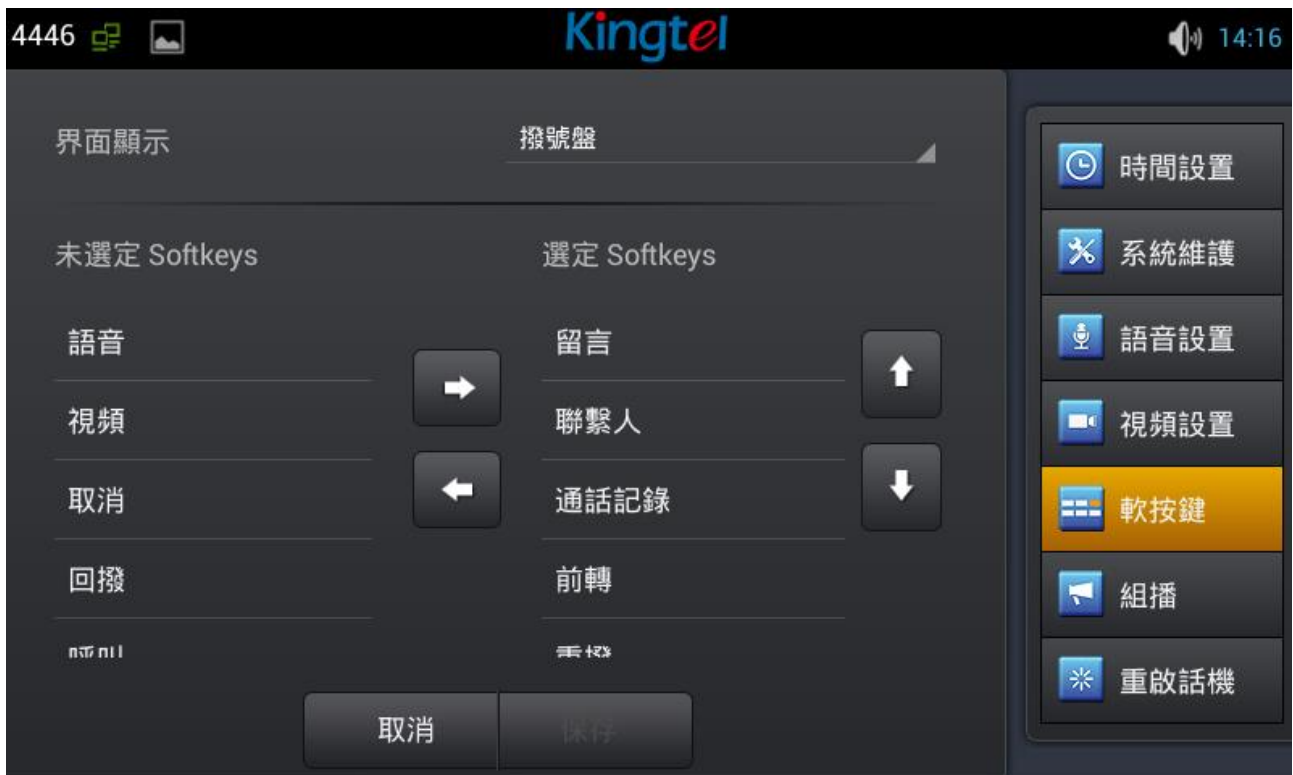 4446
Kingtel
14:16
界面顯示
撥號盤
未選定 Softkeys
選定 Softkeys
語音
視頻
取消
回撥
留言
聯繫人
通話記錄
前轉
取消
保存
時間設置
系統維護
語音設置
視頻設置
軟按鍵
組播
重啟話機